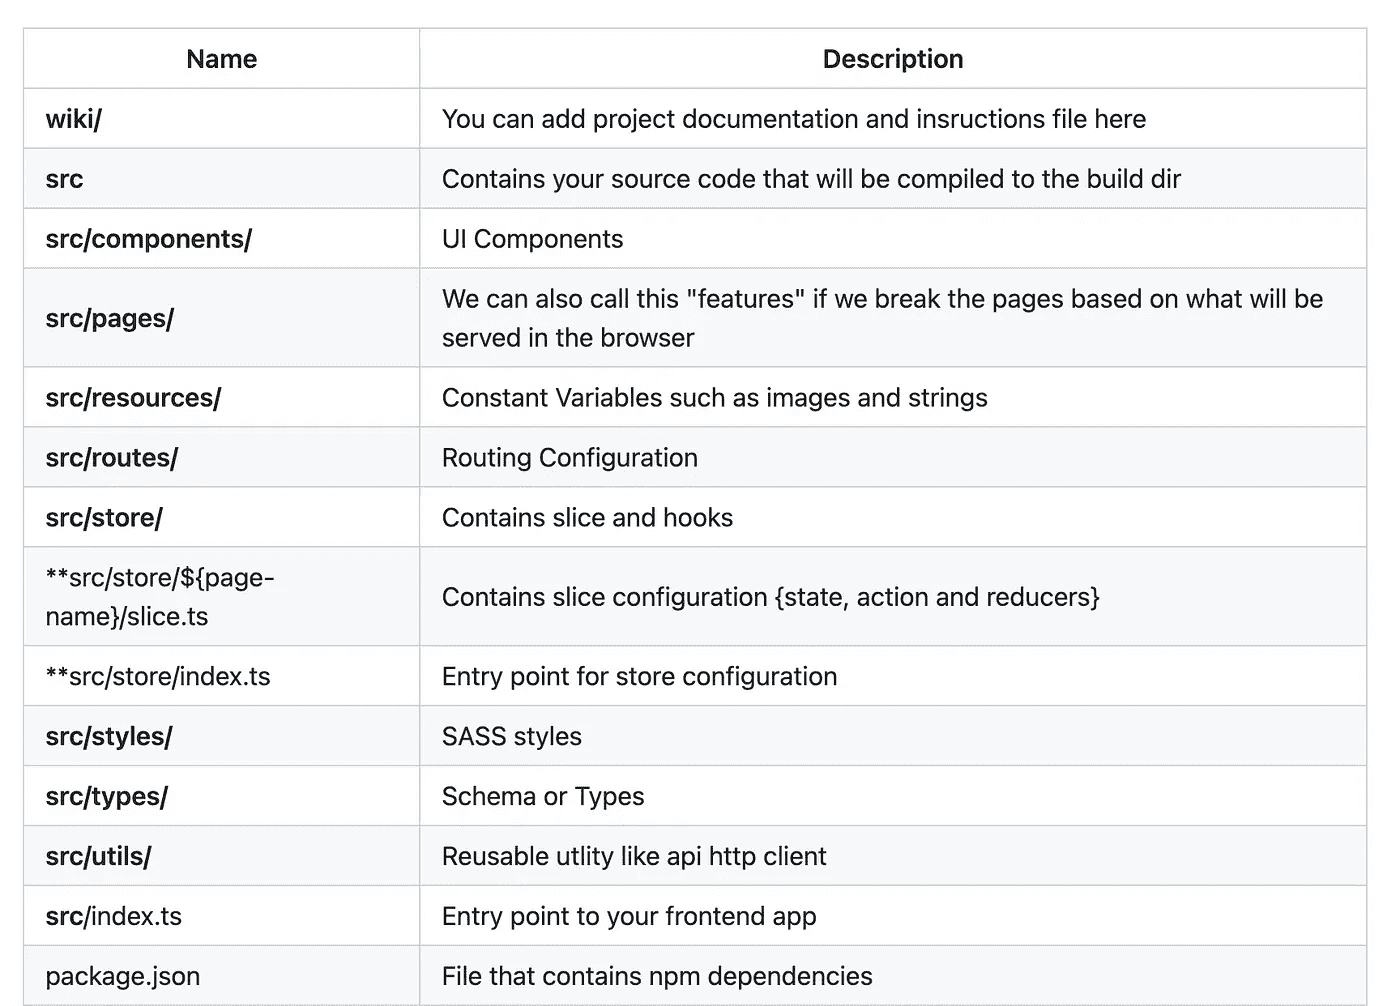 Name Description
wiki/ You can add project documentation and insructions file here
src Contains your source code that will be compiled to the build dir
src/components/ UI Components
src/pages/ We can also call this "features" if we break the pages based on what will be
served in the browser
src/resources/ Constant Variables such as images and strings
src/routes/ Routing Configuration
src/store/ Contains slice and hooks
**src/store/${page-
name}/slice.ts Contains slice configuration {state, action and reducers}
**src/store/index.ts Entry point for store configuration
src/styles/ SASS styles
src/types/ Schema or Types
src/utils/ Reusable utlity like api http client
src/index.ts Entry point to your frontend app
package.json File that contains npm dependencies